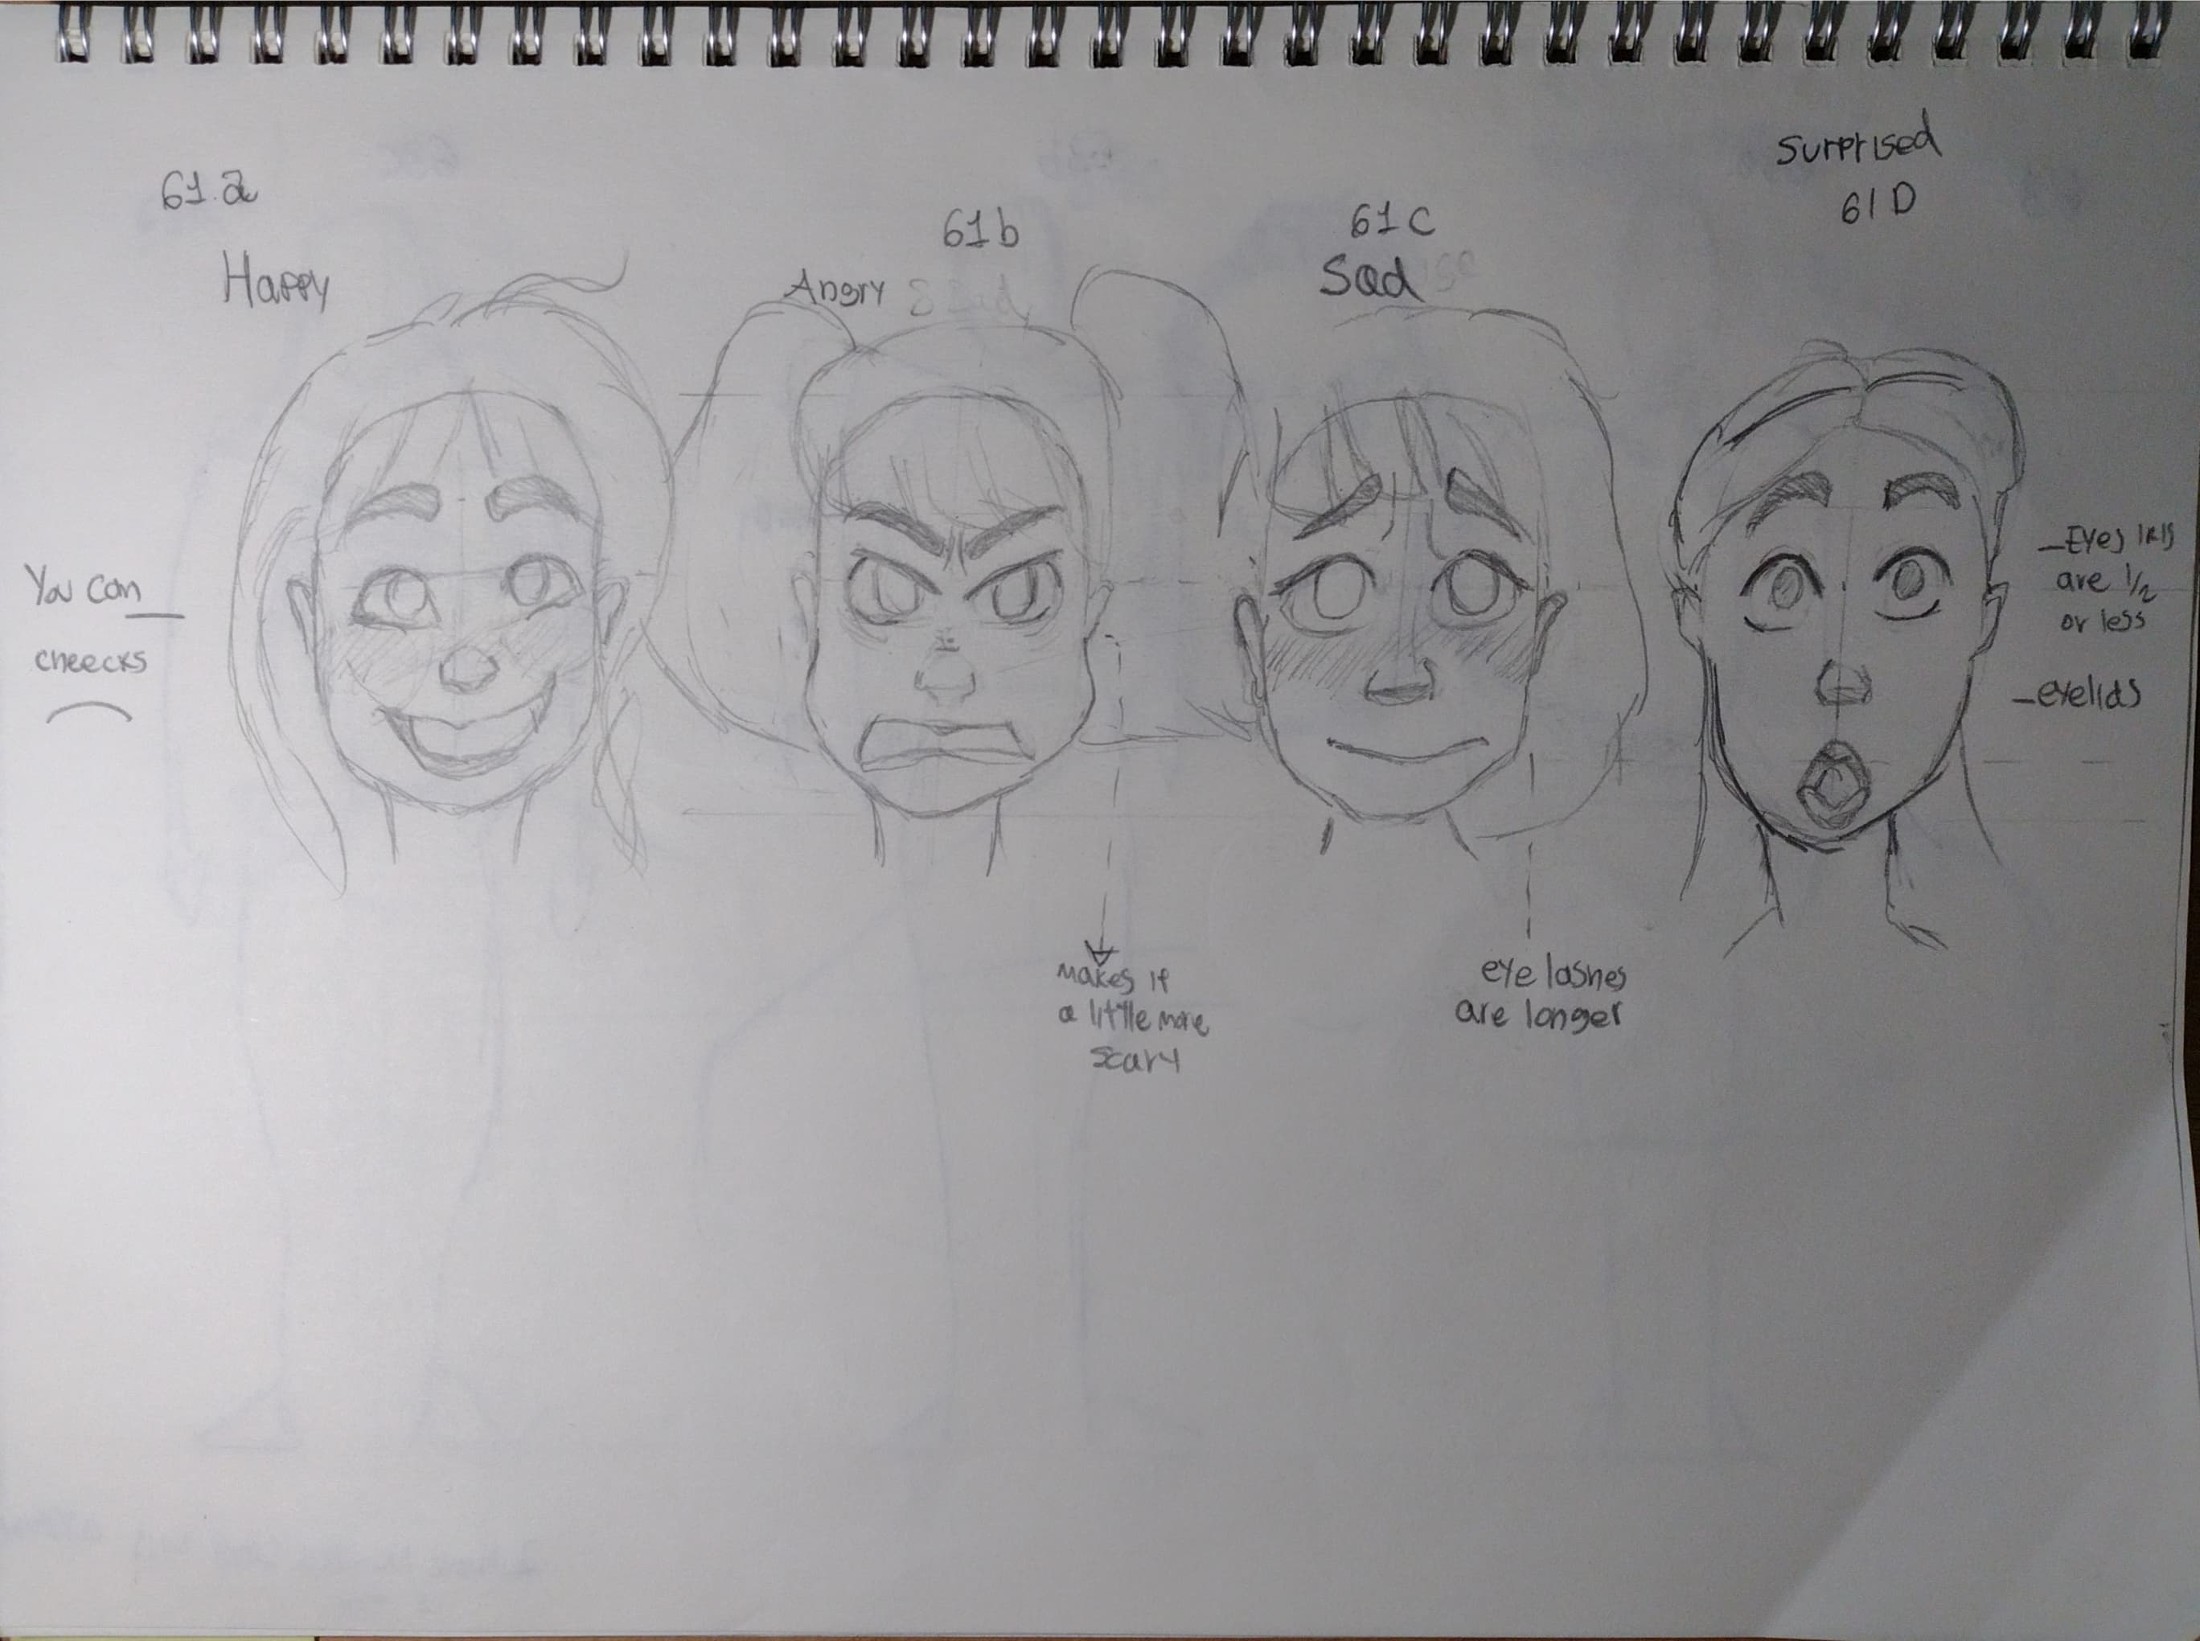 61.a
Happy
61b
Angry
61C
Sad
Surprised
61D
You can
cheecks
makes it
a little more
scary
eye lashes
are longer
-Eyes IRIS
are 1/2
or less
-eyelids